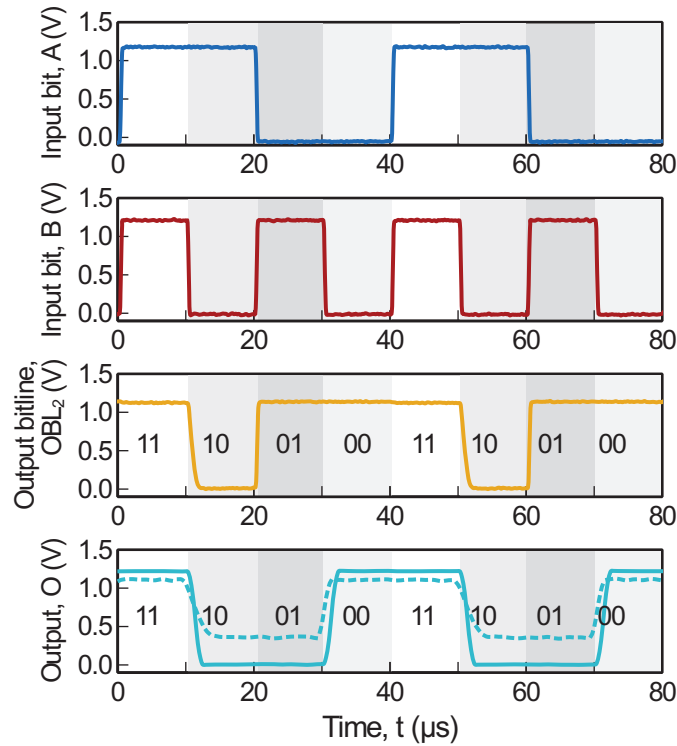 Input bit, A (V)
1.5
1.0
0.5
0.0
0 20 40 60 80
Input bit, B (V)
1.5
1.0
0.5
0.0
0 20 40 60 80
Output bitline,
OBL₂ (V)
1.5
1.0
0.5
0.0
11 10 01 00 11 10 01 00
0 20 40 60 80
Output, O (V)
1.5
1.0
0.5
0.0
11 10 01 00 11 10 01 00
0 20 40 60 80
Time, t (μs)